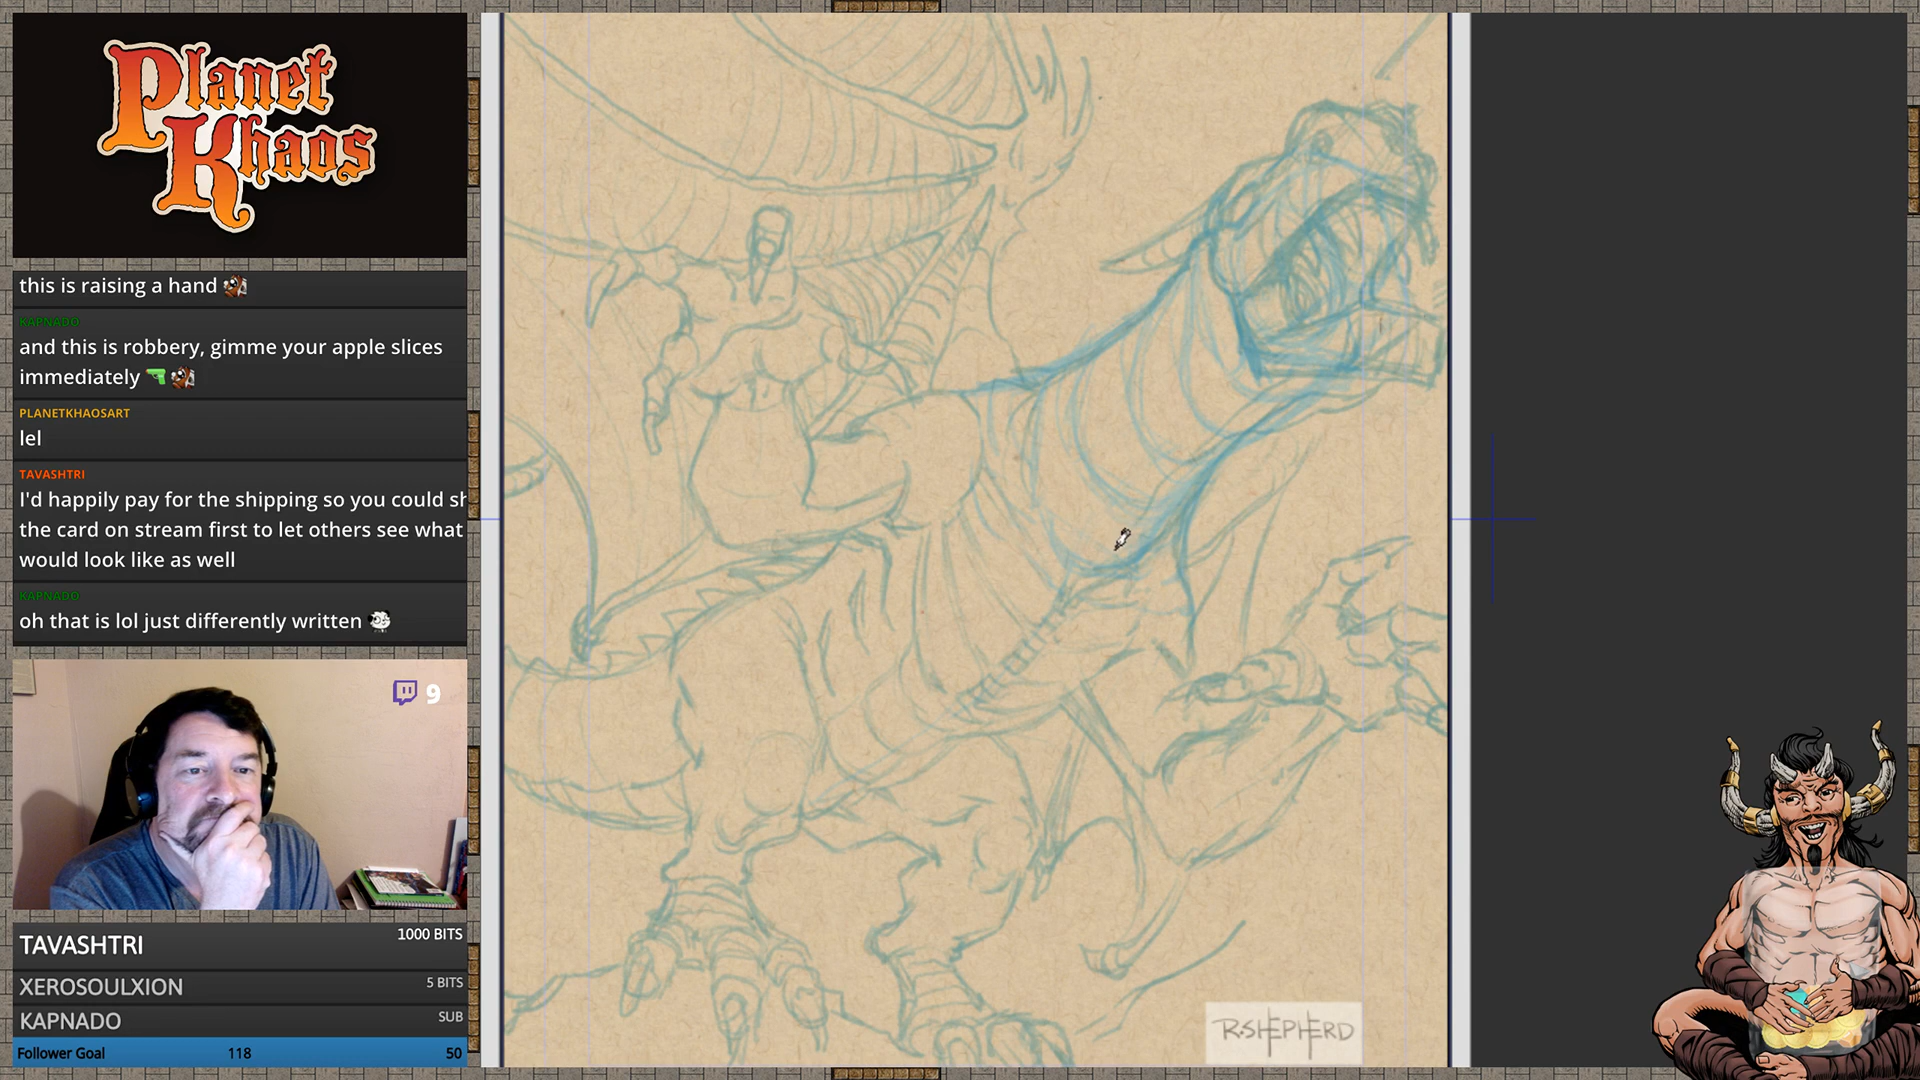 Planet
Khaos
this is raising a hand
KAPNADO
and this is robbery, gimme your apple slices
immediately
PLANETKHAOSART
lel
TAVASHTRI
I'd happily pay for the shipping so you could sh
the card on stream first to let others see what
would look like as well
KAPNADO
oh that is lol just differently written
9
TAVASHTRI 1000 BITS
XEROSOULXION 5 BITS
KAPNADO SUB
Follower Goal 118 50
R.SHEPHERD